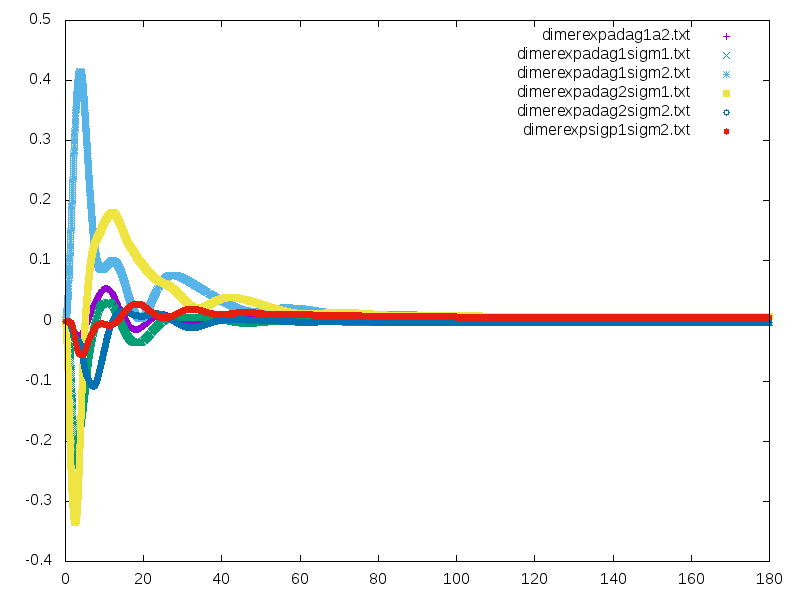 0.5
0.4
0.3
0.2
0.1
0
-0.1
-0.2
-0.3
-0.4
dimerexpadag1a2.txt
dimerexpadag1sigm1.txt
dimerexpadag1sigm2.txt
dimerexpadag2sigm1.txt
dimerexpadag2sigm2.txt
dimerexpsigp1sigm2.txt
0 20 40 60 80 100 120 140 160 180